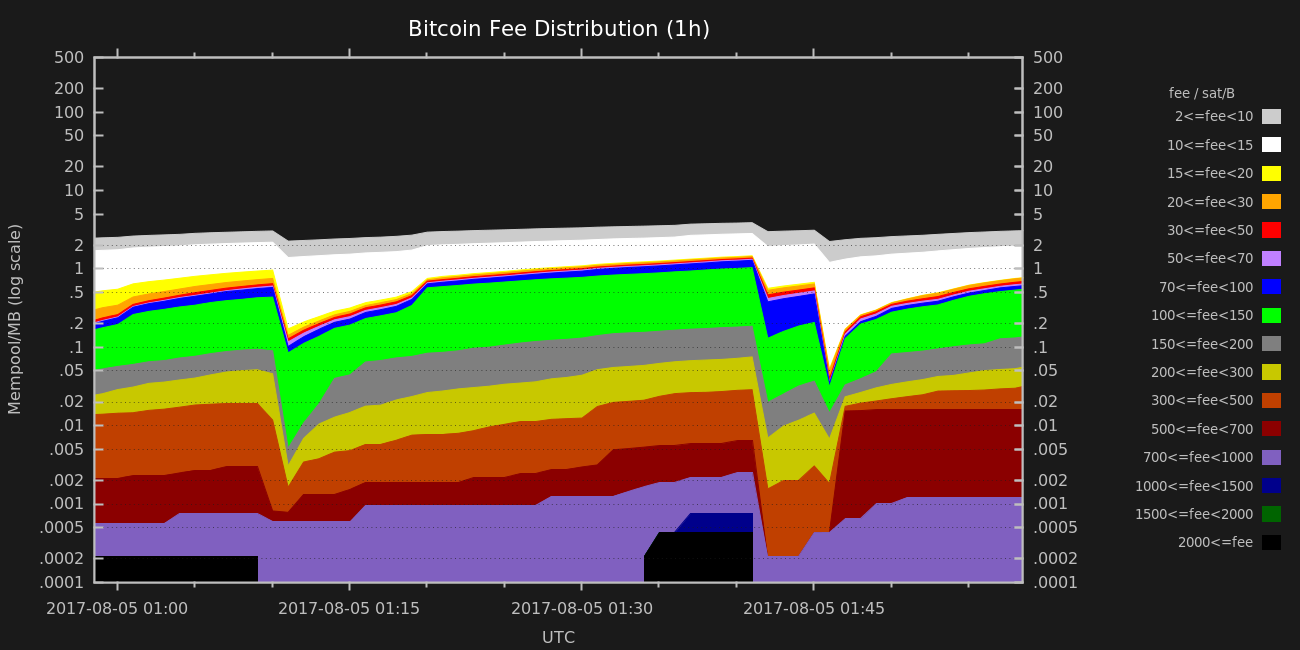 Bitcoin Fee Distribution (1h)
500
200
100
50
20
10
5
2
1
.5
.2
.1
.05
.02
.01
.005
.002
.001
.0005
.0002
.0001
Mempool/MB (log scale)
500
200
100
50
20
10
5
2
1
.5
.2
.1
.05
.02
.01
.005
.002
.001
.0005
.0002
.0001
2017-08-05 01:00
2017-08-05 01:15
2017-08-05 01:30
2017-08-05 01:45
UTC
fee / sat/B
2<=fee<10
10<=fee<15
15<=fee<20
20<=fee<30
30<=fee<50
50<=fee<70
70<=fee<100
100<=fee<150
150<=fee<200
200<=fee<300
300<=fee<500
500<=fee<700
700<=fee<1000
1000<=fee<1500
1500<=fee<2000
2000<=fee